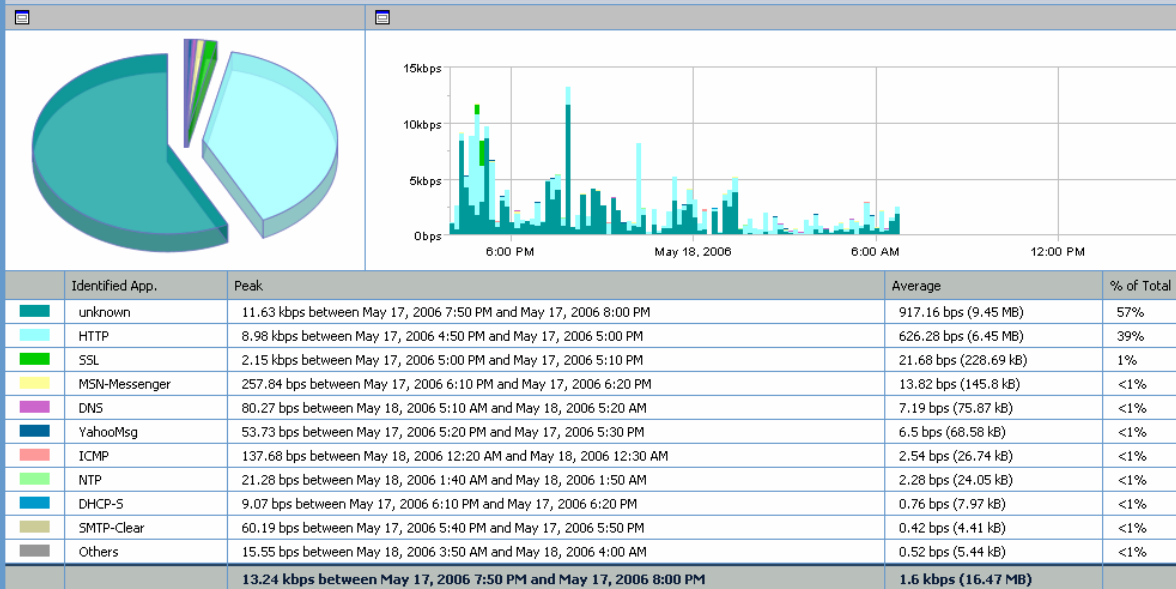 15kbps
10kbps
5kbps
0bps
6:00 PM May 18, 2006 6:00 AM 12:00 PM
Identified App. Peak Average % of Total
unknown 11.63 kbps between May 17, 2006 7:50 PM and May 17, 2006 8:00 PM 917.16 bps (9.45 MB) 57%
HTTP 8.98 kbps between May 17, 2006 4:50 PM and May 17, 2006 5:00 PM 626.28 bps (6.45 MB) 39%
SSL 2.15 kbps between May 17, 2006 5:00 PM and May 17, 2006 5:10 PM 21.68 bps (228.69 kB) 1%
MSN-Messenger 257.84 bps between May 17, 2006 6:10 PM and May 17, 2006 6:20 PM 13.82 bps (145.8 kB) <1%
DNS 80.27 bps between May 18, 2006 5:10 AM and May 18, 2006 5:20 AM 7.19 bps (75.87 kB) <1%
YahooMsg 53.73 bps between May 17, 2006 5:20 PM and May 17, 2006 5:30 PM 6.5 bps (68.58 kB) <1%
ICMP 137.68 bps between May 18, 2006 12:20 AM and May 18, 2006 12:30 AM 2.54 bps (26.74 kB) <1%
NTP 21.28 bps between May 18, 2006 1:40 AM and May 18, 2006 1:50 AM 2.28 bps (24.05 kB) <1%
DHCP-S 9.07 bps between May 17, 2006 6:10 PM and May 17, 2006 6:20 PM 0.76 bps (7.97 kB) <1%
SMTP-Clear 60.19 bps between May 17, 2006 5:40 PM and May 17, 2006 5:50 PM 0.42 bps (4.41 kB) <1%
Others 15.55 bps between May 18, 2006 3:50 AM and May 18, 2006 4:00 AM 0.52 bps (5.44 kB) <1%
13.24 kbps between May 17, 2006 7:50 PM and May 17, 2006 8:00 PM 1.6 kbps (16.47 MB)